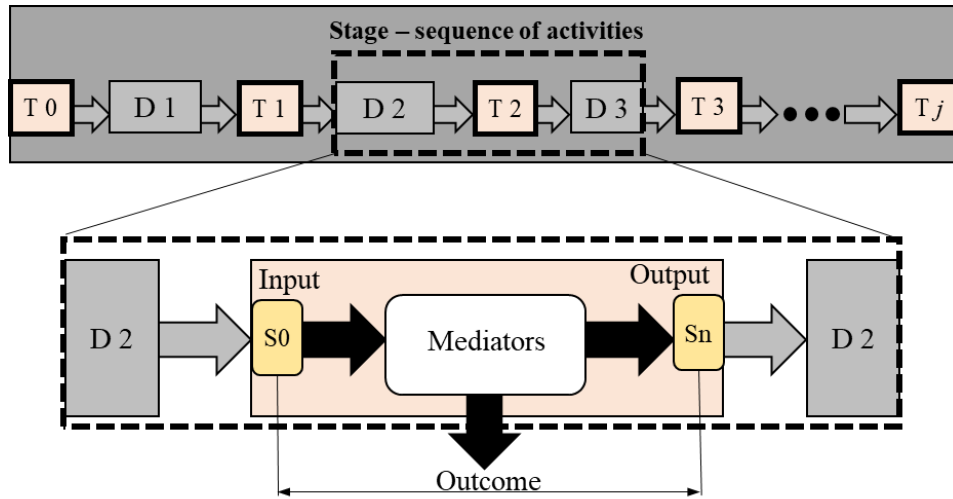 Stage – sequence of activities
T 0
D 1
T 1
D 2
T 2
D 3
T 3
T j
Input
Output
D 2
S0
Mediators
Sn
D 2
Outcome